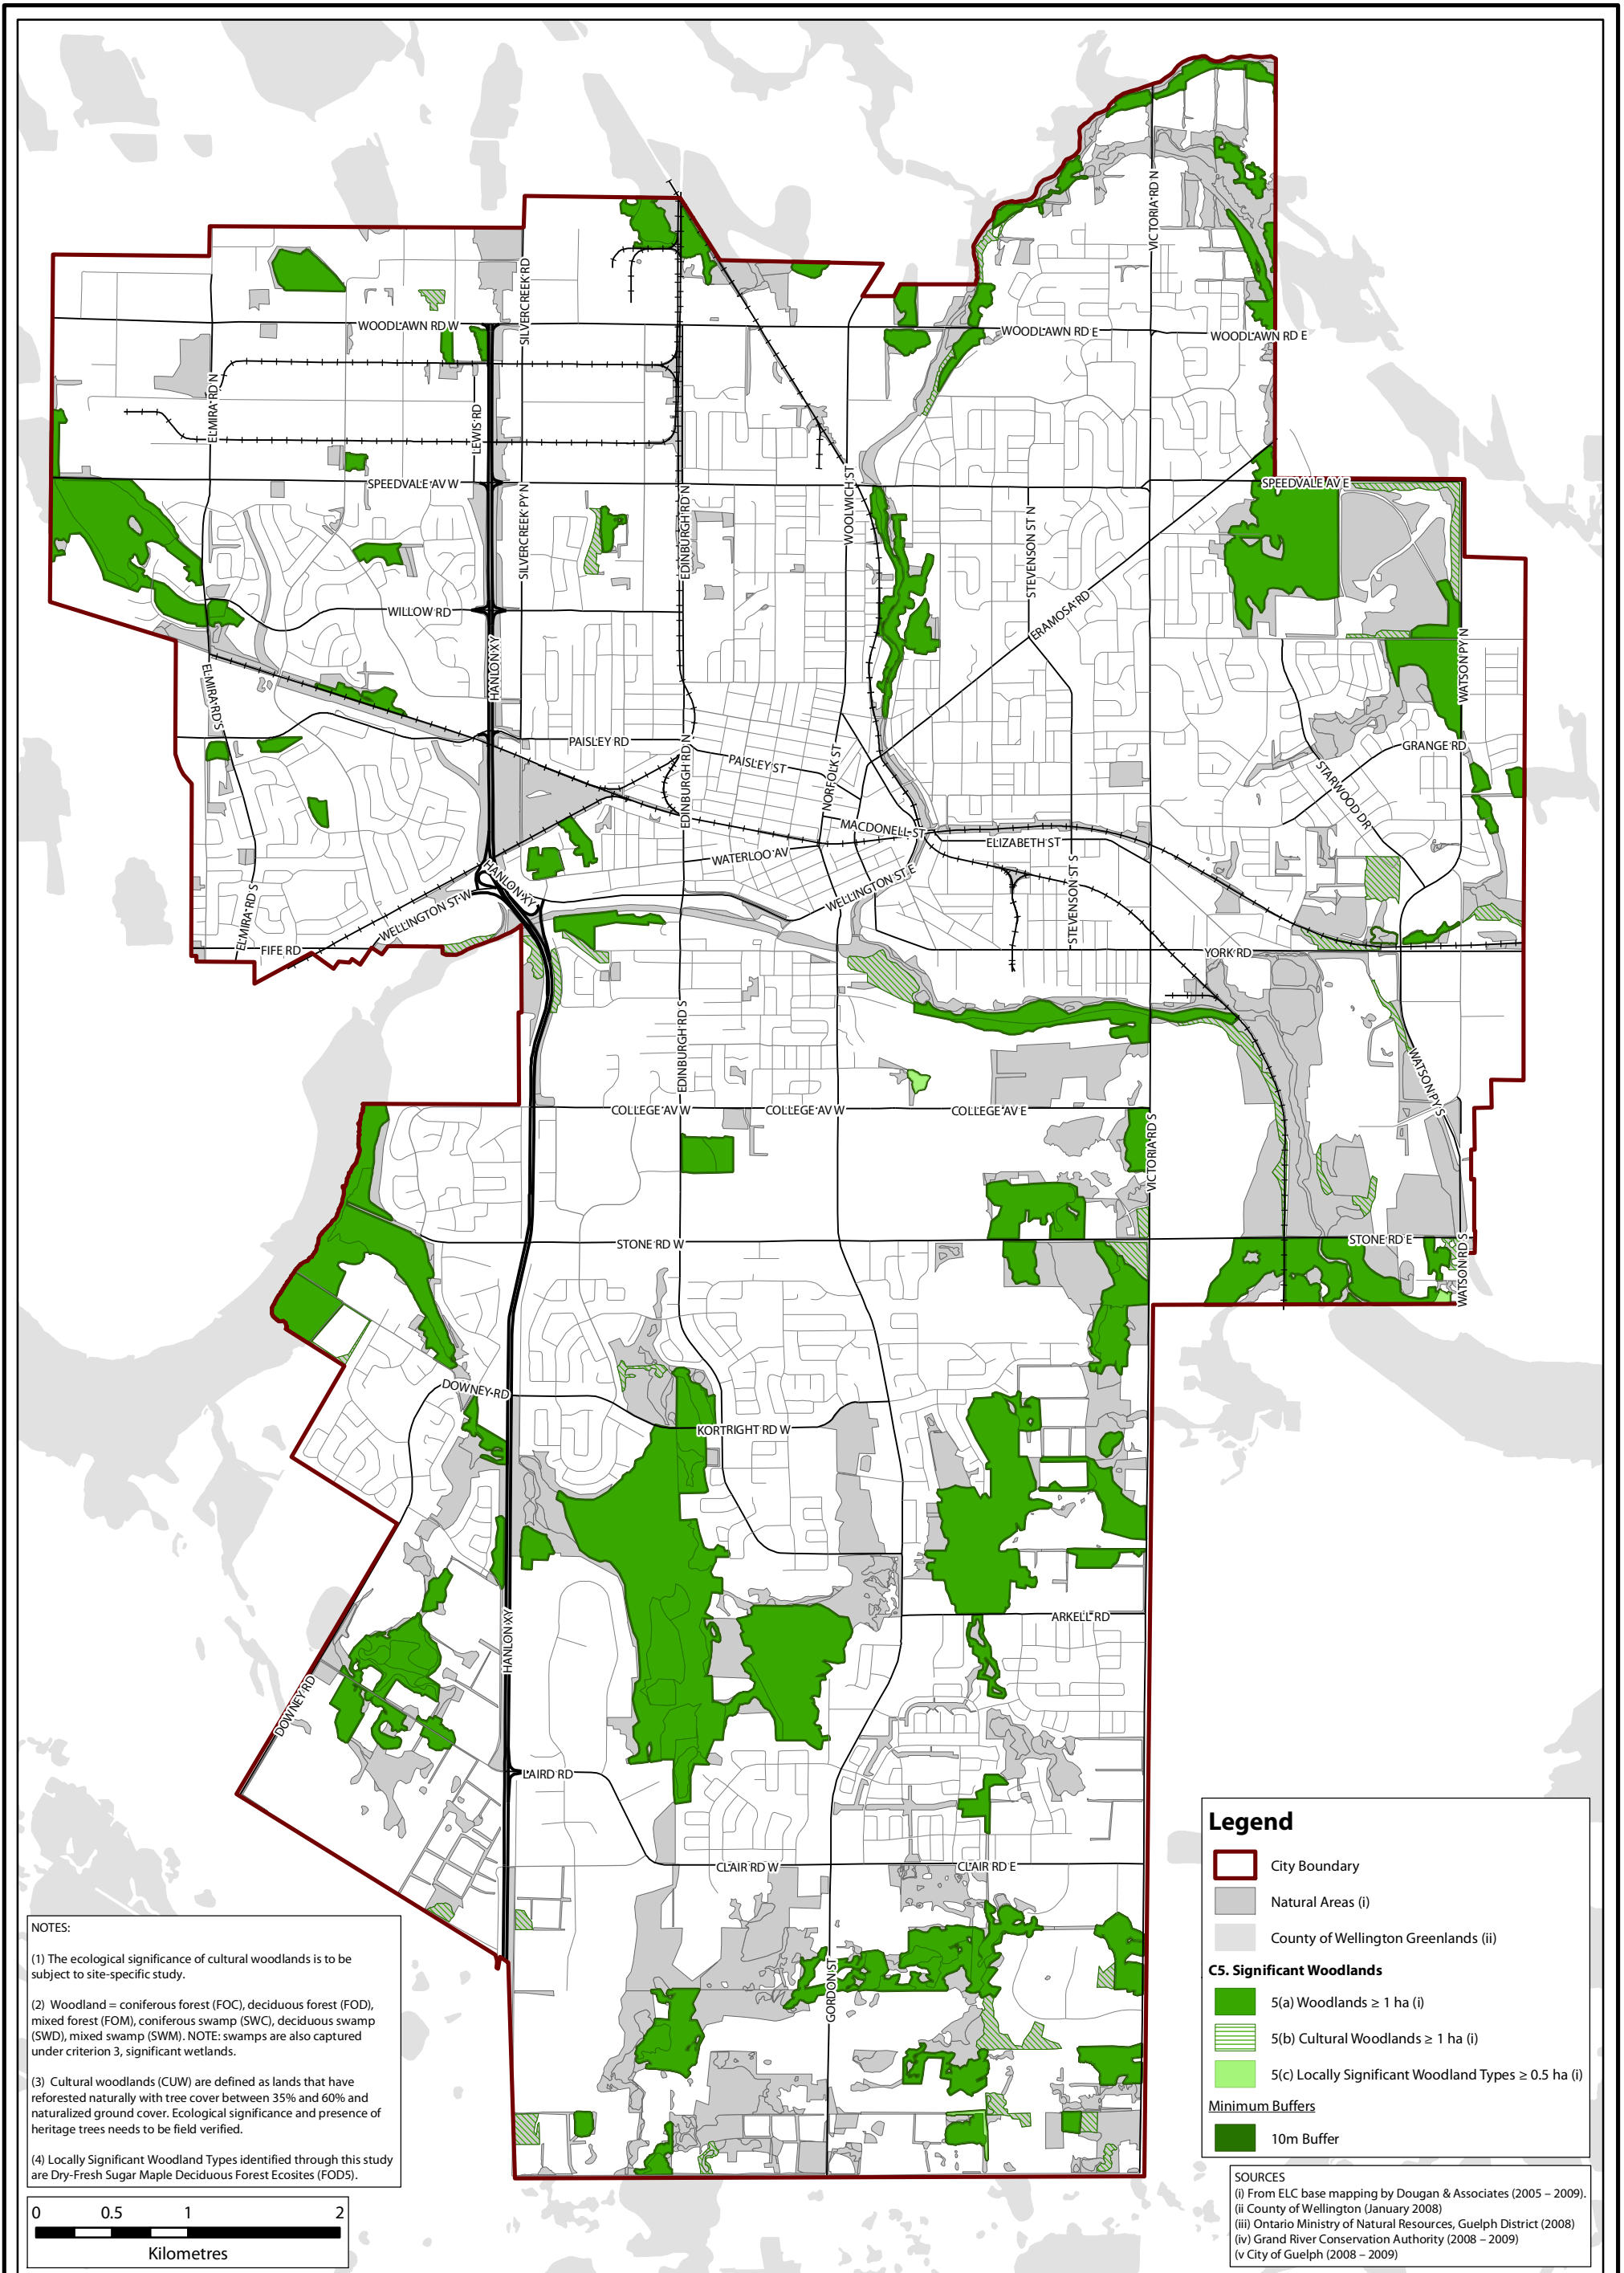 VICTORIA RD N
SILVERCREEK RD
WOODLAWN RD W
WOODLAWN RD E
WOODLAWN RD E
ELMIRA RD N
LEWIS RD
SPEEDVALE AV W
SPEEDVALE AV E
WOOLWICH ST
SILVERCREEK PY N
EDINBURGH RD N
STEVENSON ST N
ERAMOSA RD
WILLOW RD
HANLON XY
WATSON PY N
ELMIRA RD S
PAISLEY RD
PAISLEY ST
EDINBURGH RD N
NORFOLK ST
GRANGE RD
STARWOOD DR
MACDONELL ST
ELIZABETH ST
WATERLOO AV
HANLON XY
WELLINGTON ST E
WELLINGTON ST W
STEVENSON ST S
ELMIRA RD S
FIFE RD
YORK RD
EDINBURGH RD S
WATSON PY S
COLLEGE AV W
COLLEGE AV W
COLLEGE AV E
VICTORIA RD S
STONE RD W
STONE RD E
WATSON RD S
DOWNEY RD
KORTRIGHT RD W
ARKELL RD
HANLON XY
DOWNEY RD
LAIRD RD
CLAIR RD W
CLAIR RD E
GORDON ST
Legend
City Boundary
Natural Areas (i)
County of Wellington Greenlands (ii)
C5. Significant Woodlands
5(a) Woodlands ≥ 1 ha (i)
5(b) Cultural Woodlands ≥ 1 ha (i)
5(c) Locally Significant Woodland Types ≥ 0.5 ha (i)
Minimum Buffers
10m Buffer
NOTES:
(1) The ecological significance of cultural woodlands is to be
subject to site-specific study.
(2) Woodland = coniferous forest (FOC), deciduous forest (FOD),
mixed forest (FOM), coniferous swamp (SWC), deciduous swamp
(SWD), mixed swamp (SWM). NOTE: swamps are also captured
under criterion 3, significant wetlands.
(3) Cultural woodlands (CUW) are defined as lands that have
reforested naturally with tree cover between 35% and 60% and
naturalized ground cover. Ecological significance and presence of
heritage trees needs to be field verified.
(4) Locally Significant Woodland Types identified through this study
are Dry-Fresh Sugar Maple Deciduous Forest Ecosites (FOD5).
0 0.5 1 2
Kilometres
SOURCES
(i) From ELC base mapping by Dougan & Associates (2005 – 2009).
(ii County of Wellington (January 2008)
(iii) Ontario Ministry of Natural Resources, Guelph District (2008)
(iv) Grand River Conservation Authority (2008 – 2009)
(v City of Guelph (2008 – 2009)